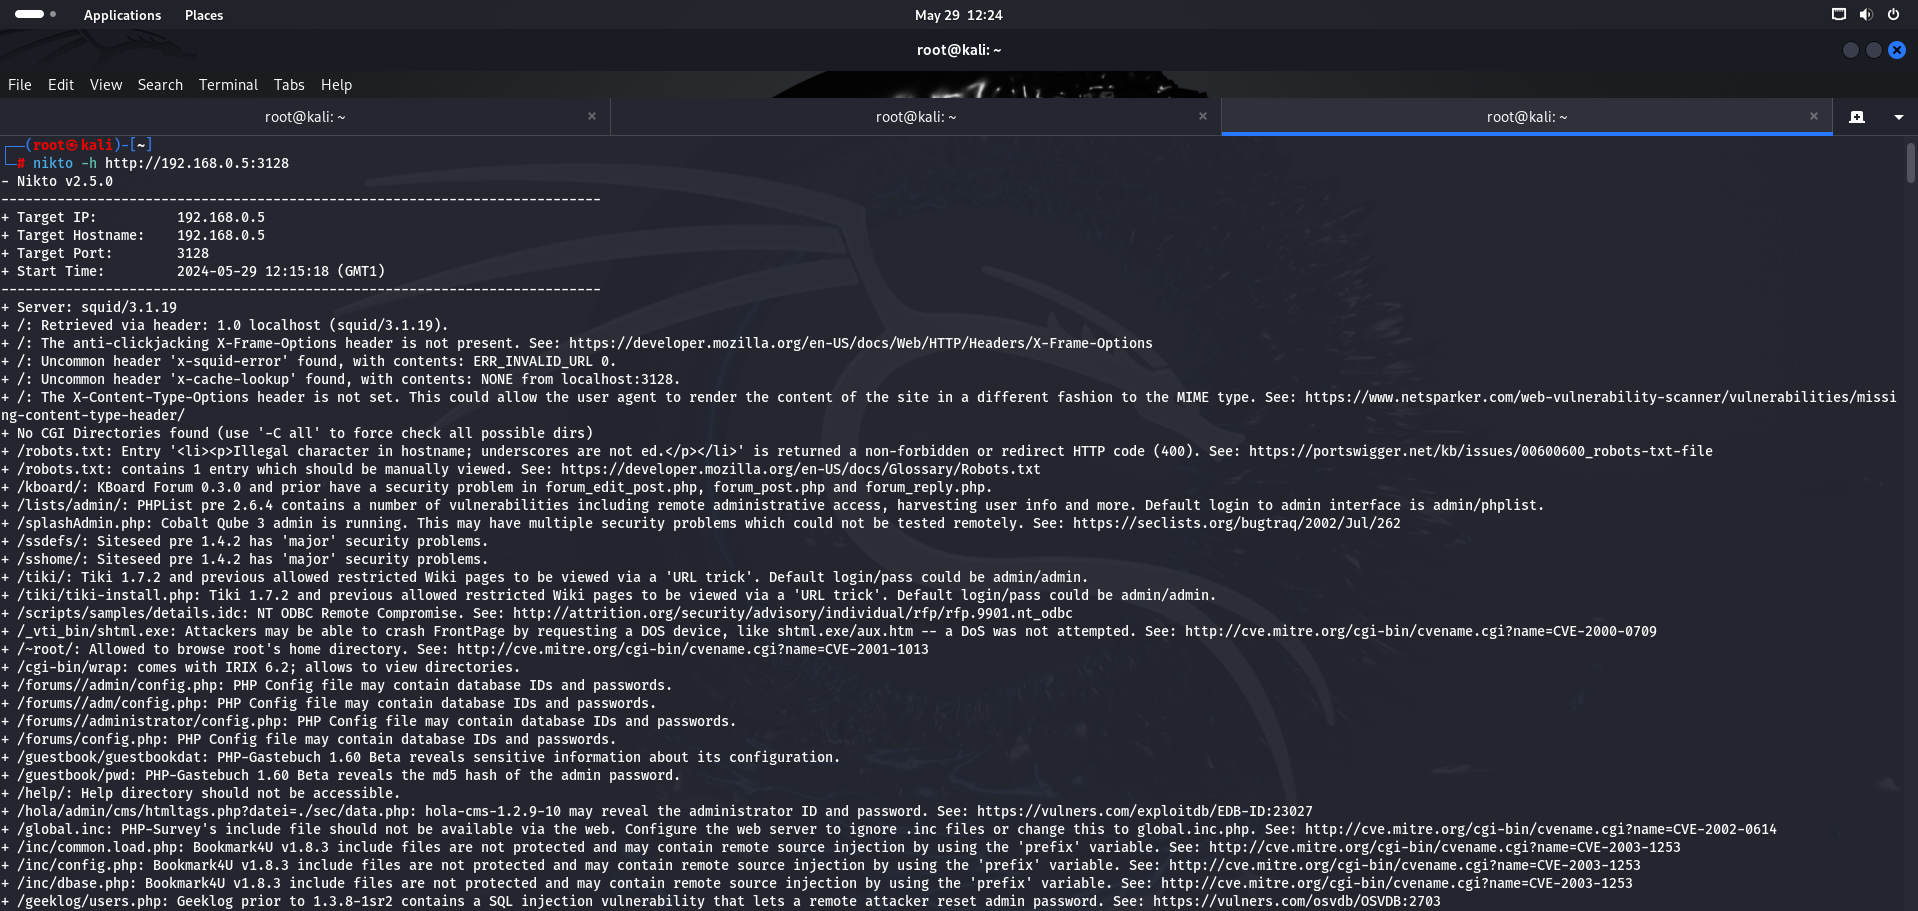 Applications Places May 29 12:24
root@kali: ~
File Edit View Search Terminal Tabs Help
root@kali: ~ × root@kali: ~ × root@kali: ~ ×
┌──(root㉿kali)-[~]
└─# nikto -h http://192.168.0.5:3128
- Nikto v2.5.0
---------------------------------------------------------------------------
+ Target IP:          192.168.0.5
+ Target Hostname:    192.168.0.5
+ Target Port:        3128
+ Start Time:         2024-05-29 12:15:18 (GMT1)
---------------------------------------------------------------------------
+ Server: squid/3.1.19
+ /: Retrieved via header: 1.0 localhost (squid/3.1.19).
+ /: The anti-clickjacking X-Frame-Options header is not present. See: https://developer.mozilla.org/en-US/docs/Web/HTTP/Headers/X-Frame-Options
+ /: Uncommon header 'x-squid-error' found, with contents: ERR_INVALID_URL 0.
+ /: Uncommon header 'x-cache-lookup' found, with contents: NONE from localhost:3128.
+ /: The X-Content-Type-Options header is not set. This could allow the user agent to render the content of the site in a different fashion to the MIME type. See: https://www.netsparker.com/web-vulnerability-scanner/vulnerabilities/missi
ng-content-type-header/
+ No CGI Directories found (use '-C all' to force check all possible dirs)
+ /robots.txt: Entry '<li><p>Illegal character in hostname; underscores are not ed.</p></li>' is returned a non-forbidden or redirect HTTP code (400). See: https://portswigger.net/kb/issues/00600600_robots-txt-file
+ /robots.txt: contains 1 entry which should be manually viewed. See: https://developer.mozilla.org/en-US/docs/Glossary/Robots.txt
+ /kboard/: KBoard Forum 0.3.0 and prior have a security problem in forum_edit_post.php, forum_post.php and forum_reply.php.
+ /lists/admin/: PHPList pre 2.6.4 contains a number of vulnerabilities including remote administrative access, harvesting user info and more. Default login to admin interface is admin/phplist.
+ /splashAdmin.php: Cobalt Qube 3 admin is running. This may have multiple security problems which could not be tested remotely. See: https://seclists.org/bugtraq/2002/Jul/262
+ /ssdefs/: Siteseed pre 1.4.2 has 'major' security problems.
+ /sshome/: Siteseed pre 1.4.2 has 'major' security problems.
+ /tiki/: Tiki 1.7.2 and previous allowed restricted Wiki pages to be viewed via a 'URL trick'. Default login/pass could be admin/admin.
+ /tiki/tiki-install.php: Tiki 1.7.2 and previous allowed restricted Wiki pages to be viewed via a 'URL trick'. Default login/pass could be admin/admin.
+ /scripts/samples/details.idc: NT ODBC Remote Compromise. See: http://attrition.org/security/advisory/individual/rfp/rfp.9901.nt_odbc
+ /_vti_bin/shtml.exe: Attackers may be able to crash FrontPage by requesting a DOS device, like shtml.exe/aux.htm -- a DoS was not attempted. See: http://cve.mitre.org/cgi-bin/cvename.cgi?name=CVE-2000-0709
+ /~root/: Allowed to browse root's home directory. See: http://cve.mitre.org/cgi-bin/cvename.cgi?name=CVE-2001-1013
+ /cgi-bin/wrap: comes with IRIX 6.2; allows to view directories.
+ /forums//admin/config.php: PHP Config file may contain database IDs and passwords.
+ /forums//adm/config.php: PHP Config file may contain database IDs and passwords.
+ /forums//administrator/config.php: PHP Config file may contain database IDs and passwords.
+ /forums/config.php: PHP Config file may contain database IDs and passwords.
+ /guestbook/guestbookdat: PHP-Gastebuch 1.60 Beta reveals sensitive information about its configuration.
+ /guestbook/pwd: PHP-Gastebuch 1.60 Beta reveals the md5 hash of the admin password.
+ /help/: Help directory should not be accessible.
+ /hola/admin/cms/htmltags.php?datei=./sec/data.php: hola-cms-1.2.9-10 may reveal the administrator ID and password. See: https://vulners.com/exploitdb/EDB-ID:23027
+ /global.inc: PHP-Survey's include file should not be available via the web. Configure the web server to ignore .inc files or change this to global.inc.php. See: http://cve.mitre.org/cgi-bin/cvename.cgi?name=CVE-2002-0614
+ /inc/common.load.php: Bookmark4U v1.8.3 include files are not protected and may contain remote source injection by using the 'prefix' variable. See: http://cve.mitre.org/cgi-bin/cvename.cgi?name=CVE-2003-1253
+ /inc/config.php: Bookmark4U v1.8.3 include files are not protected and may contain remote source injection by using the 'prefix' variable. See: http://cve.mitre.org/cgi-bin/cvename.cgi?name=CVE-2003-1253
+ /inc/dbase.php: Bookmark4U v1.8.3 include files are not protected and may contain remote source injection by using the 'prefix' variable. See: http://cve.mitre.org/cgi-bin/cvename.cgi?name=CVE-2003-1253
+ /geeklog/users.php: Geeklog prior to 1.3.8-1sr2 contains a SQL injection vulnerability that lets a remote attacker reset admin password. See: https://vulners.com/osvdb/OSVDB:2703